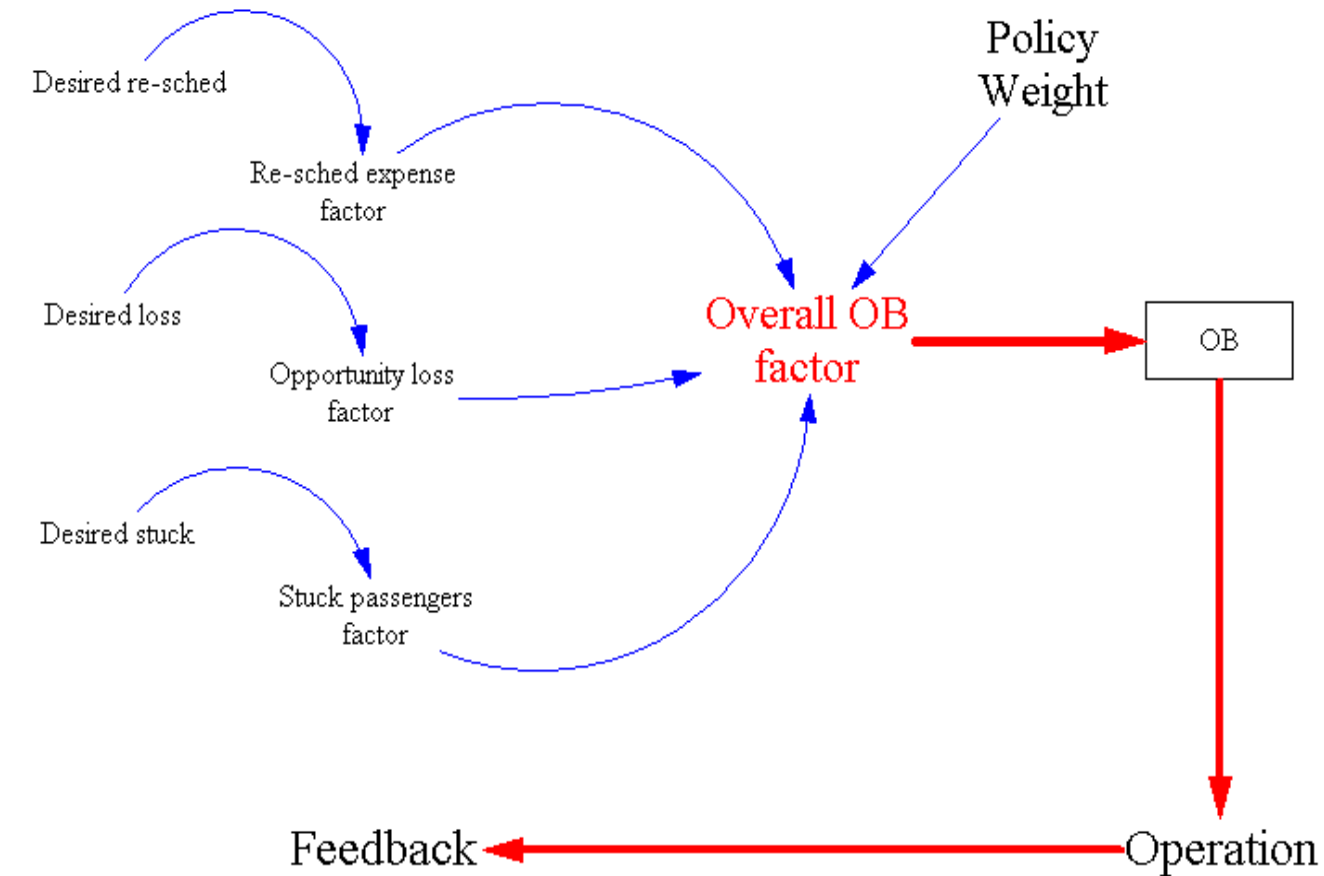 Desired re-sched
Policy
Weight
Re-sched expense
factor
Desired loss
Overall OB
factor
OB
Opportunity loss
factor
Desired stuck
Stuck passengers
factor
Feedback
Operation